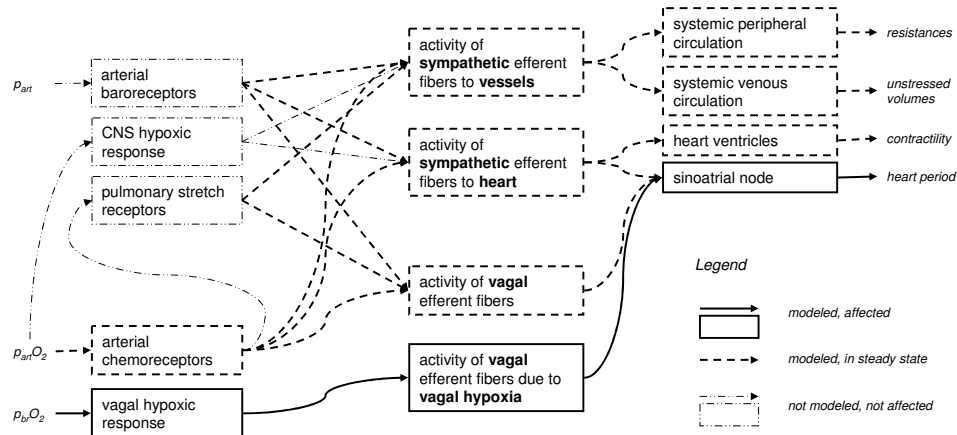 p_art
arterial
baroreceptors
CNS hypoxic
response
pulmonary stretch
receptors
p_artO_2
arterial
chemoreceptors
p_brO_2
vagal hypoxic
response
activity of
sympathetic efferent
fibers to vessels
activity of
sympathetic efferent
fibers to heart
activity of vagal
efferent fibers
activity of vagal
efferent fibers due to
vagal hypoxia
systemic peripheral
circulation
systemic venous
circulation
heart ventricles
sinoatrial node
resistances
unstressed
volumes
contractility
heart period
Legend
modeled, affected
modeled, in steady state
not modeled, not affected